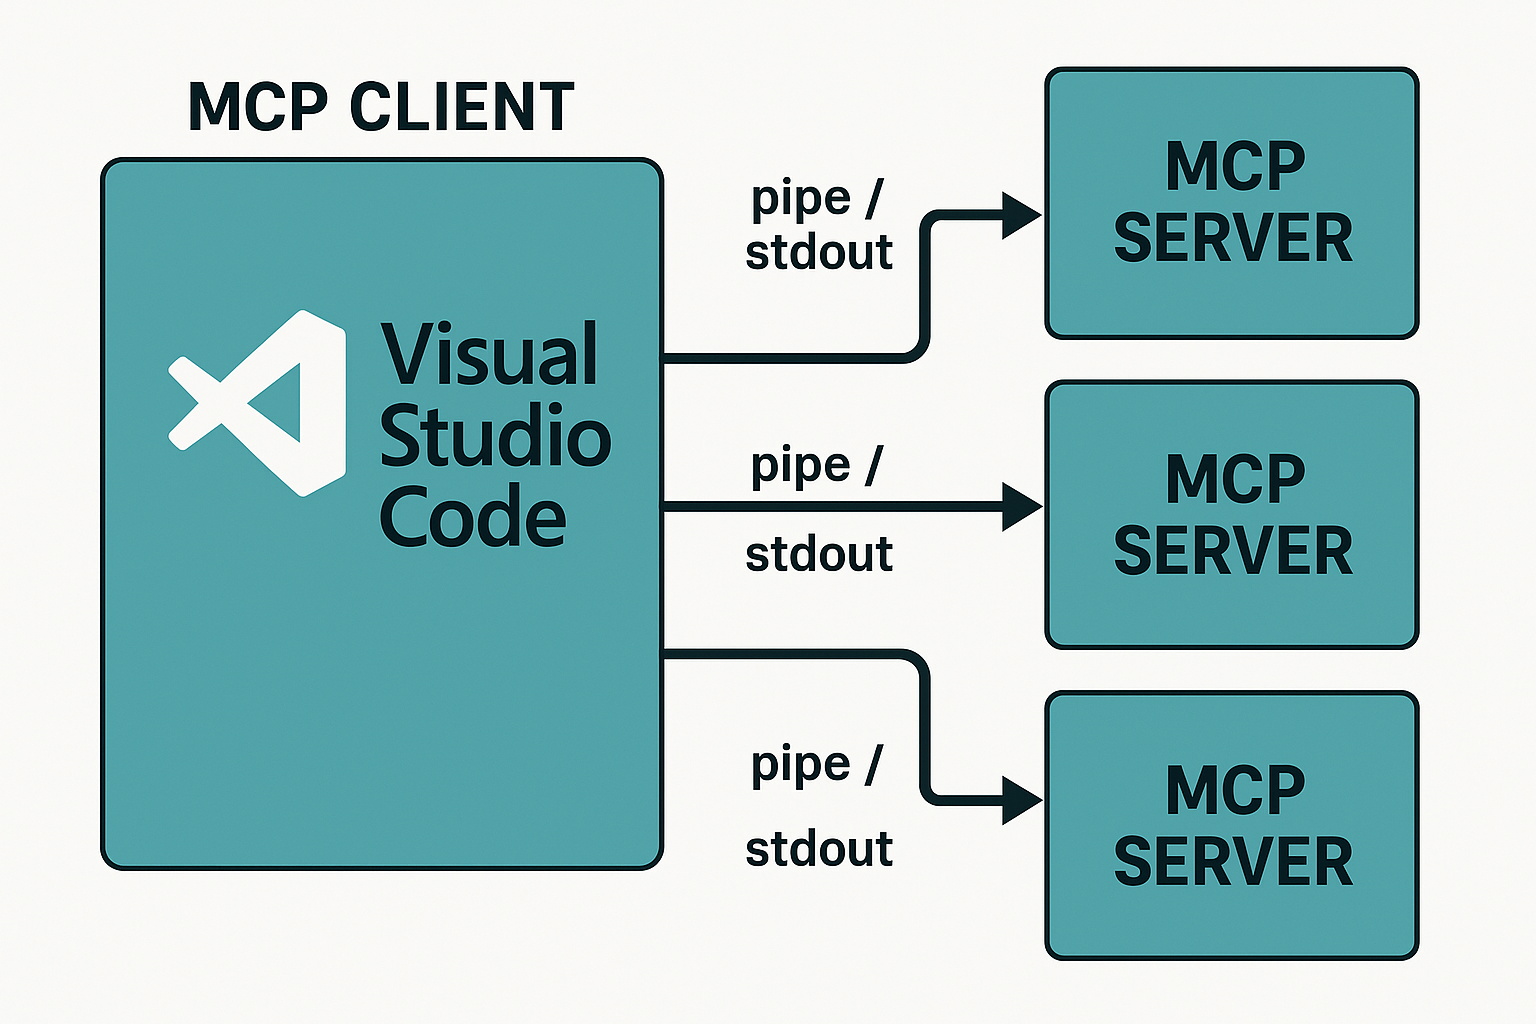 MCP CLIENT
Visual
Studio
Code
pipe /
stdout
pipe /
stdout
pipe /
stdout
MCP
SERVER
MCP
SERVER
MCP
SERVER